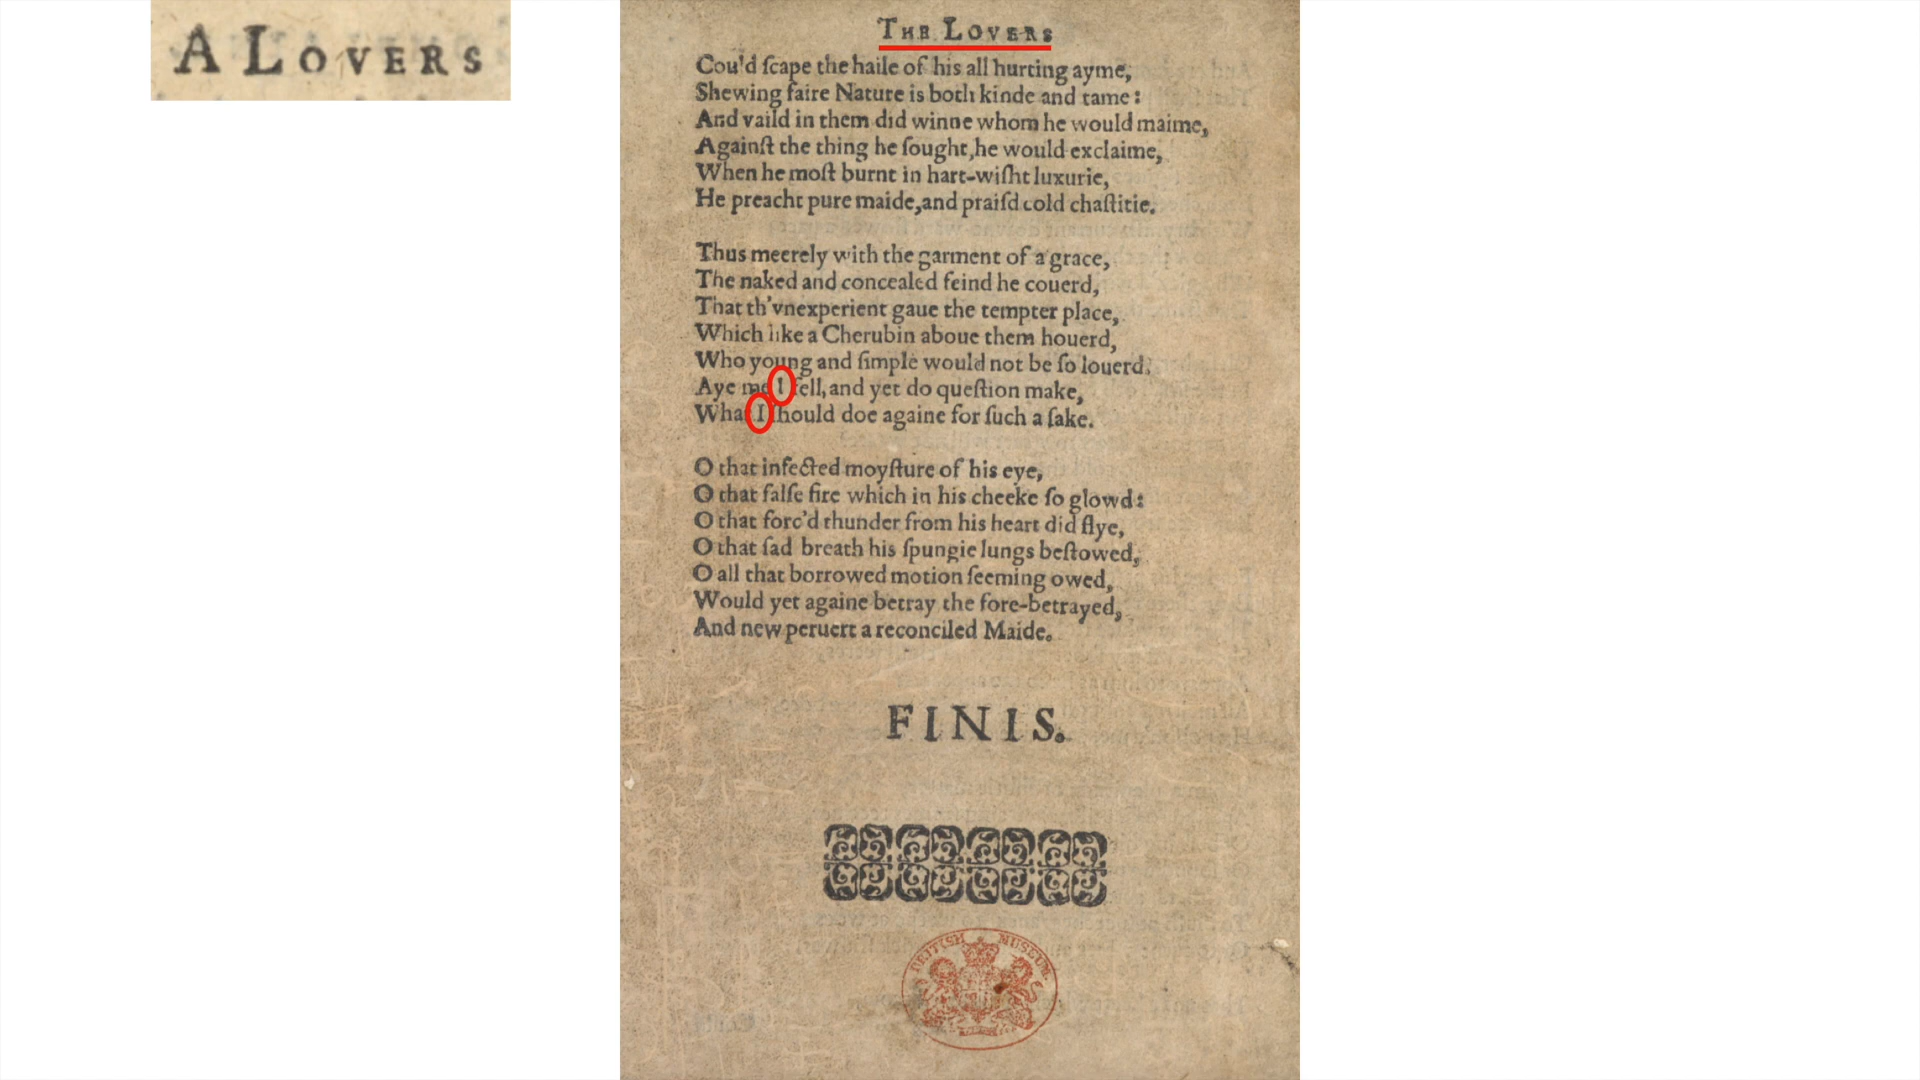 A LOVERS
THE LOVERS
Cou'd ſcape the haile of his all hurting ayme,
Shewing faire Nature is both kinde and tame:
And vaild in them did winne whom he would maime,
Againſt the thing he ſought, he would exclaime,
When he moſt burnt in hart-wiſht luxurie,
He preacht pure maide, and praiſd cold chaſtitie.
Thus meerely with the garment of a grace,
The naked and concealed feind he couerd,
That th'vnexperient gaue the tempter place,
Which like a Cherubin aboue them houerd,
Who young and ſimple would not be ſo louerd.
Aye me I fell, and yet do queſtion make,
What I ſhould doe againe for ſuch a ſake.
O that infected moyſture of his eye,
O that falſe fire which in his cheeke ſo glowd:
O that forc'd thunder from his heart did flye,
O that ſad breath his ſpungie lungs beſtowed,
O all that borrowed motion ſeeming owed,
Would yet againe betray the fore-betrayed,
And new peruert a reconciled Maide.
FINIS.
BRITISH MUSEUM